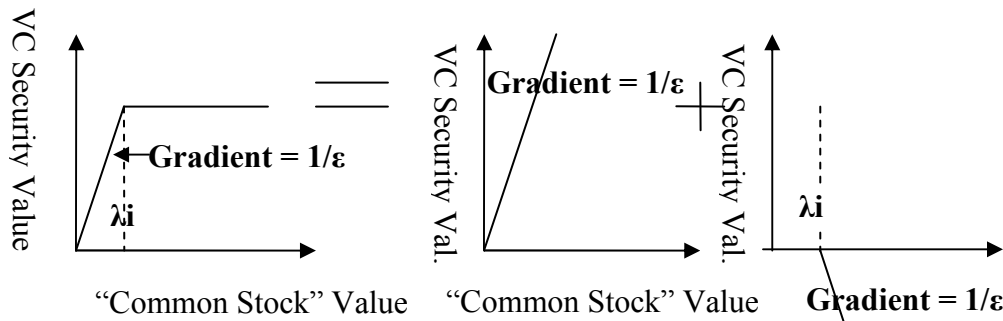 VC Security Value
Gradient = 1/ε
λi
“Common Stock” Value
VC Security Val.
Gradient = 1/ε
“Common Stock” Value
VC Security Val.
λi
Gradient = 1/ε